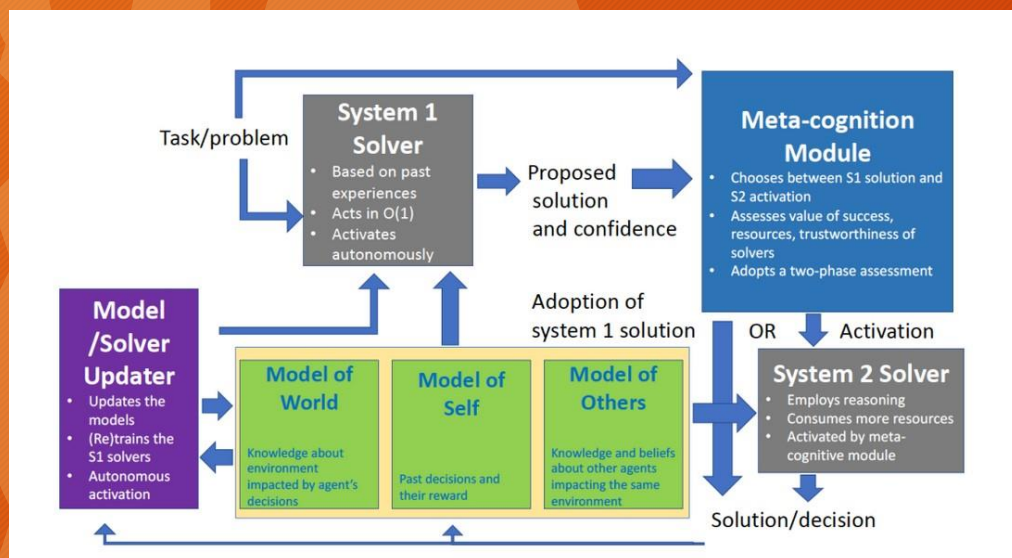 Task/problem
System 1
Solver
• Based on past
experiences
• Acts in O(1)
• Activates
autonomously
Proposed
solution
and confidence
Meta-cognition
Module
• Chooses between S1 solution and
S2 activation
• Assesses value of success,
resources, trustworthiness of
solvers
• Adopts a two-phase assessment
Model
/Solver
Updater
• Updates the
models
• (Re)trains the
S1 solvers
• Autonomous
activation
Model of
World
Knowledge about
environment
impacted by agent's
decisions
Model of
Self
Past decisions and
their reward
Model of
Others
Knowledge and beliefs
about other agents
impacting the same
environment
Adoption of
system 1 solution
OR
Activation
System 2 Solver
• Employs reasoning
• Consumes more resources
• Activated by meta-
cognitive module
Solution/decision